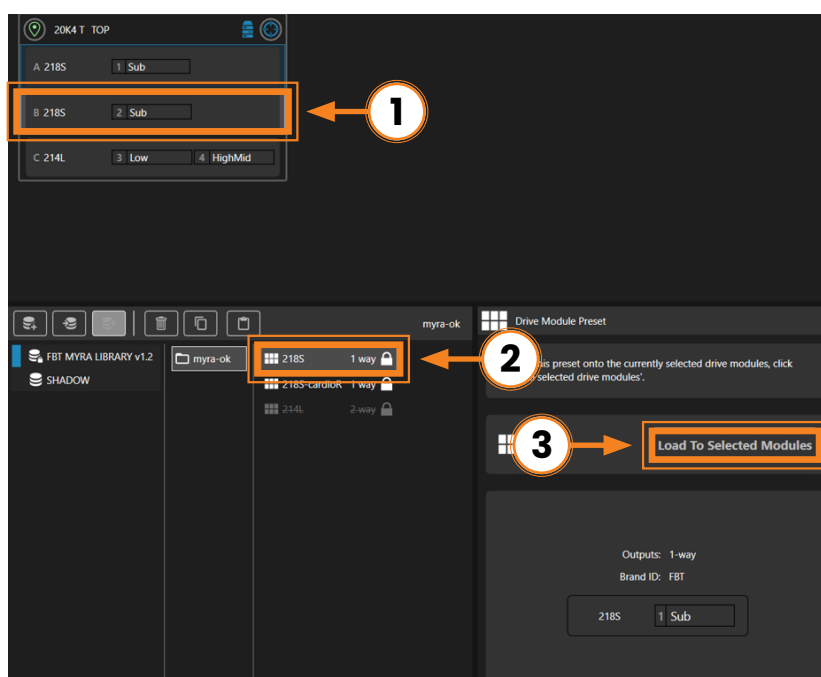 20K4 T TOP
A 218S 1 Sub
B 218S 2 Sub
1
C 214L 3 Low 4 HighMid
myra-ok
Drive Module Preset
FBT MYRA LIBRARY v1.2
SHADOW
myra-ok
218S 1 way
218S-cardioR 1 way
214L 2 way
2
his preset onto the currently selected drive modules, click
selected drive modules'.
3
Load To Selected Modules
Outputs: 1-way
Brand ID: FBT
218S 1 Sub